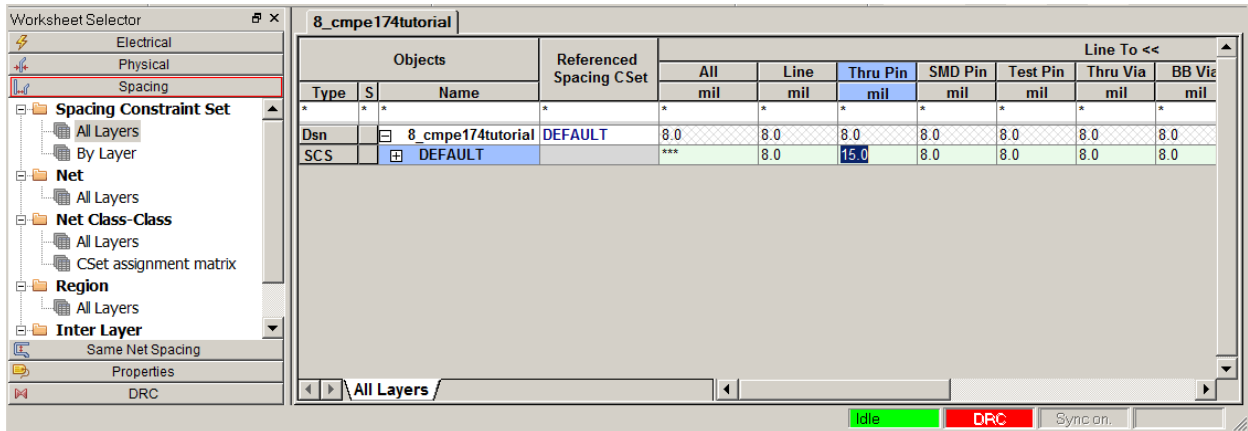 Worksheet Selector
Electrical
Physical
Spacing
Spacing Constraint Set
All Layers
By Layer
Net
All Layers
Net Class-Class
All Layers
CSet assignment matrix
Region
All Layers
Inter Layer
Same Net Spacing
Properties
DRC
8_cmpe174tutorial
Objects Referenced Spacing CSet Line To <<
All Line Thru Pin SMD Pin Test Pin Thru Via BB Via
Type S Name mil mil mil mil mil mil mil
* * * * * * * * * * *
Dsn 8_cmpe174tutorial DEFAULT 8.0 8.0 8.0 8.0 8.0 8.0 8.0
SCS DEFAULT *** 8.0 15.0 8.0 8.0 8.0 8.0
All Layers
Idle DRC Sync on.